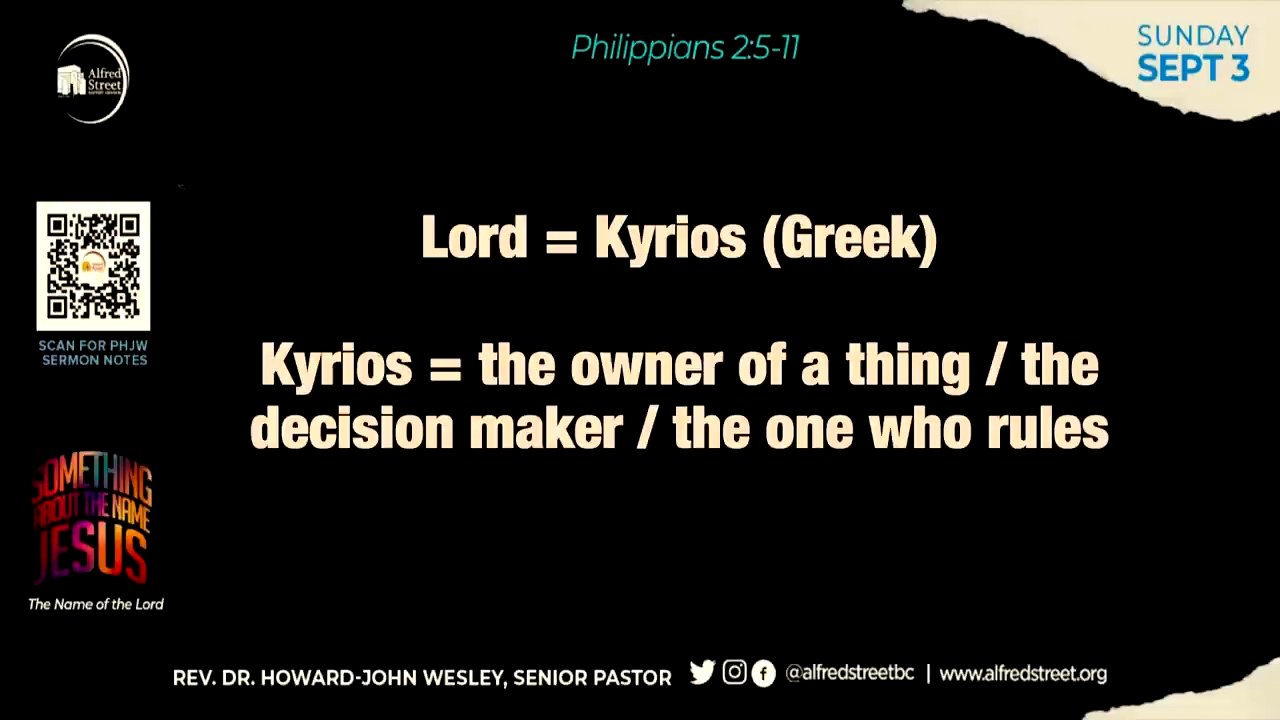 Philippians 2:5-11
SUNDAY
SEPT 3
Alfred
Street
Lord = Kyrios (Greek)
Kyrios = the owner of a thing / the
decision maker / the one who rules
SCAN FOR PHJW
SERMON NOTES
SOMETHING
ABOUT THE NAME
JESUS
The Name of the Lord
REV. DR. HOWARD-JOHN WESLEY, SENIOR PASTOR
@alfredstreetbc | www.alfredstreet.org